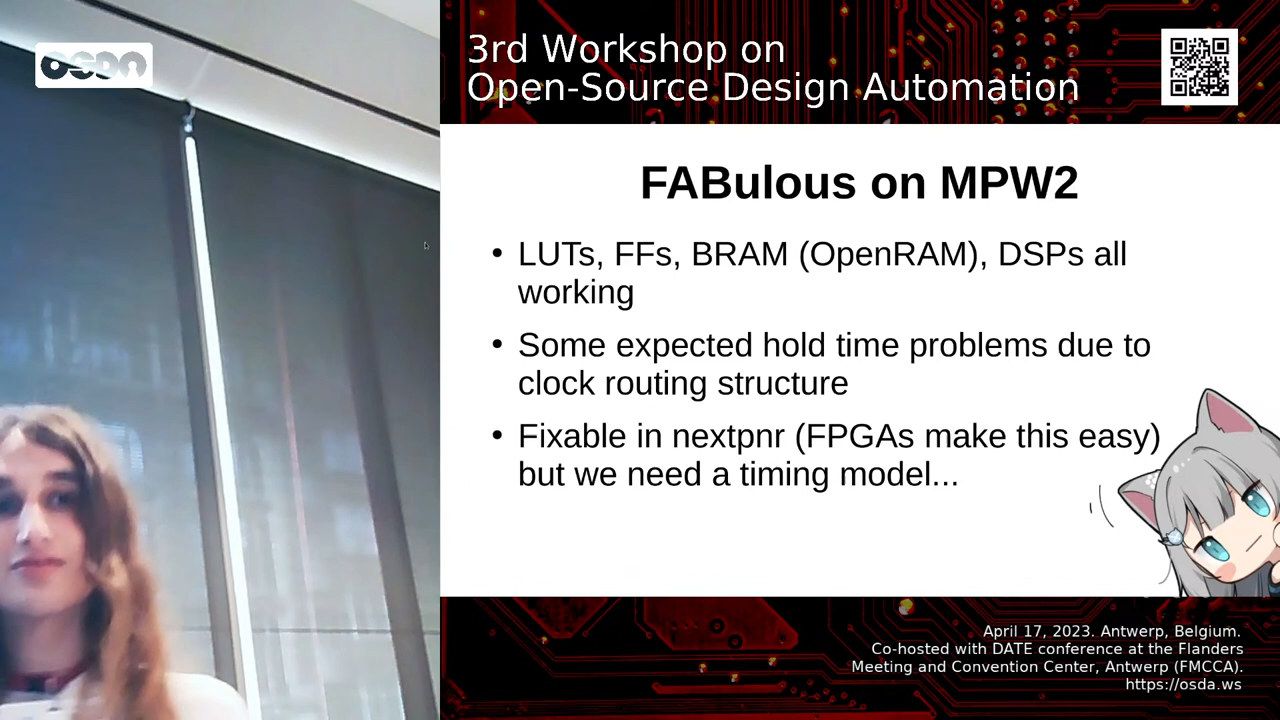 OSDA
3rd Workshop on
Open-Source Design Automation
FABulous on MPW2
• LUTs, FFs, BRAM (OpenRAM), DSPs all
working
• Some expected hold time problems due to
clock routing structure
• Fixable in nextpnr (FPGAs make this easy)
but we need a timing model...
April 17, 2023. Antwerp, Belgium.
Co-hosted with DATE conference at the Flanders
Meeting and Convention Center, Antwerp (FMCCA).
https://osda.ws